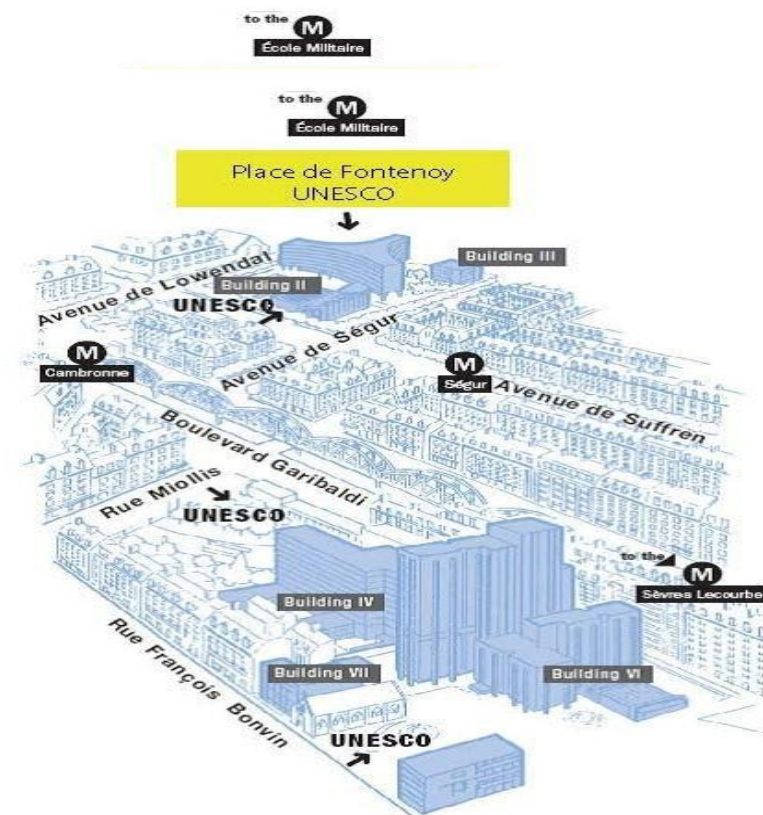 to the M
École Militaire
to the M
École Militaire
Place de Fontenoy
UNESCO
Building III
Avenue de Lowendal
Building II
UNESCO
Avenue de Ségur
M
Cambronne
M
Ségur
Avenue de Suffren
Boulevard Garibaldi
Rue Miollis
UNESCO
to the
M
Sèvres Lecourbe
Building IV
Building VII
Building VI
Rue François Bonvin
UNESCO